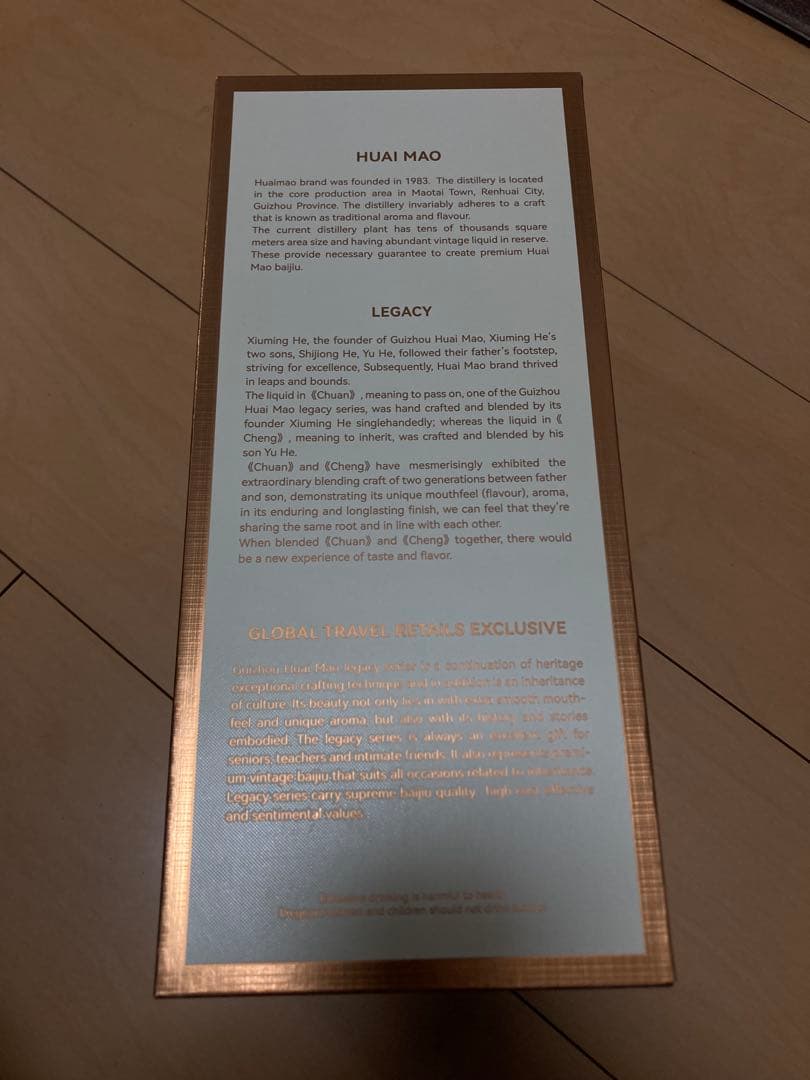 HUAI MAO
Huaimao brand was founded in 1983. The distillery is located
in the core production area in Maotai Town, Renhuai City,
Guizhou Province. The distillery invariably adheres to a craft
that is known as traditional aroma and flavour.
The current distillery plant has tens of thousands square
meters area size and having abundant vintage liquid in reserve.
These provide necessary guarantee to create premium Huai
Mao baijiu.
LEGACY
Xiuming He, the founder of Guizhou Huai Mao, Xiuming He's
two sons, Shijiong He, Yu He, followed their father's footstep,
striving for excellence, Subsequently, Huai Mao brand thrived
in leaps and bounds.
The liquid in《Chuan》, meaning to pass on, one of the Guizhou
Huai Mao legacy series, was hand crafted and blended by its
founder Xiuming He singlehandedly; whereas the liquid in《
Cheng》, meaning to inherit, was crafted and blended by his
son Yu He.
《Chuan》 and 《Cheng》 have mesmerisingly exhibited the
extraordinary blending craft of two generations between father
and son, demonstrating its unique mouthfeel (flavour), aroma,
in its enduring and longlasting finish, we can feel that they're
sharing the same root and in line with each other.
When blended 《Chuan》 and 《Cheng》 together, there would
be a new experience of taste and flavor.
GLOBAL TRAVEL RETAILS EXCLUSIVE
Guizhou Huai Mao legacy series is a continuation of heritage
exceptional crafting technique and in addition is an inheritance
of culture. Its beauty not only lies in with smooth mouth-
feel and unique aroma, but also with its history and stories
embodied. The legacy series is always an gift for
seniors, teachers and intimate friends. It also represents premi-
um vintage baijiu that suits all occasions related to
Legacy series carry supreme baijiu quality, high
and sentimental values.
drinking is harmful to health
and children should not